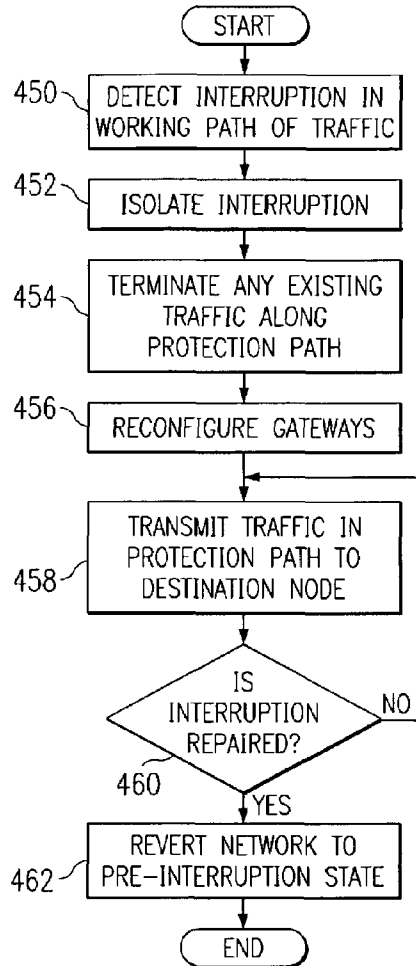 START
450
DETECT INTERRUPTION IN
WORKING PATH OF TRAFFIC
452
ISOLATE INTERRUPTION
454
TERMINATE ANY EXISTING
TRAFFIC ALONG
PROTECTION PATH
456
RECONFIGURE GATEWAYS
458
TRANSMIT TRAFFIC IN
PROTECTION PATH TO
DESTINATION NODE
IS
INTERRUPTION
REPAIRED?
NO
460
YES
462
REVERT NETWORK TO
PRE-INTERRUPTION STATE
END